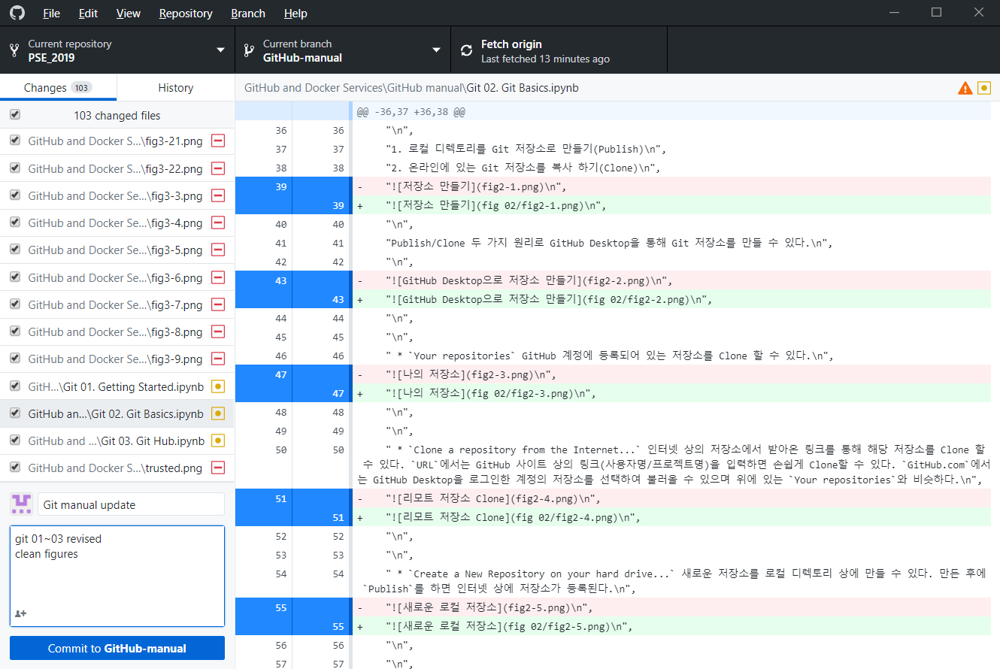 File Edit View Repository Branch Help
Current repository
PSE_2019
Current branch
GitHub-manual
Fetch origin
Last fetched 13 minutes ago
Changes 103
History
103 changed files
GitHub and Docker S...\fig3-21.png
GitHub and Docker S...\fig3-22.png
GitHub and Docker Se...\fig3-3.png
GitHub and Docker Se...\fig3-4.png
GitHub and Docker Se...\fig3-5.png
GitHub and Docker Se...\fig3-6.png
GitHub and Docker Se...\fig3-7.png
GitHub and Docker Se...\fig3-8.png
GitHub and Docker Se...\fig3-9.png
GitH...\Git 01. Getting Started.ipynb
GitHub an...\Git 02. Git Basics.ipynb
GitHub and ...\Git 03. Git Hub.ipynb
GitHub and Docker S...\trusted.png
Git manual update
git 01~03 revised
clean figures
Commit to GitHub-manual
GitHub and Docker Services\GitHub manual\Git 02. Git Basics.ipynb
@@ -36,37 +36,38 @@
36 36 "\n",
37 37 "1. 로컬 디렉토리를 Git 저장소로 만들기(Publish)\n",
38 38 "2. 온라인에 있는 Git 저장소를 복사 하기(Clone)\n",
39 - "![저장소 만들기](fig2-1.png)\n",
39 + "![저장소 만들기](fig 02/fig2-1.png)\n",
40 40 "\n",
41 41 "Publish/Clone 두 가지 원리로 GitHub Desktop을 통해 Git 저장소를 만들 수 있다.\n",
42 42 "\n",
43 - "![GitHub Desktop으로 저장소 만들기](fig2-2.png)\n",
43 + "![GitHub Desktop으로 저장소 만들기](fig 02/fig2-2.png)\n",
44 44 "\n",
45 45 "\n",
46 46 " * `Your repositories` GitHub 계정에 등록되어 있는 저장소를 Clone 할 수 있다.\n",
47 - "![나의 저장소](fig2-3.png)\n",
47 + "![나의 저장소](fig 02/fig2-3.png)\n",
48 48 "\n",
49 49 "\n",
50 50 " * `Clone a repository from the Internet...` 인터넷 상의 저장소에서 받아온 링크를 통해 해당 저장소를 Clone 할
수 있다. `URL`에서는 GitHub 사이트 상의 링크(사용자명/프로젝트명)을 입력하면 손쉽게 Clone할 수 있다. `GitHub.com`에서
는 GitHub Desktop을 로그인한 계정의 저장소를 선택하여 불러올 수 있으며 위에 있는 `Your repositories`와 비슷하다.\n",
51 - "![리모트 저장소 Clone](fig2-4.png)\n",
51 + "![리모트 저장소 Clone](fig 02/fig2-4.png)\n",
52 52 "\n",
53 53 "\n",
54 54 " * `Create a New Repository on your hard drive...` 새로운 저장소를 로컬 디렉토리 상에 만들 수 있다. 만든 후에
`Publish`를 하면 인터넷 상에 저장소가 등록된다.\n",
55 - "![새로운 로컬 저장소](fig2-5.png)\n",
55 + "![새로운 로컬 저장소](fig 02/fig2-5.png)\n",
56 56 "\n",
57 57 "\n",